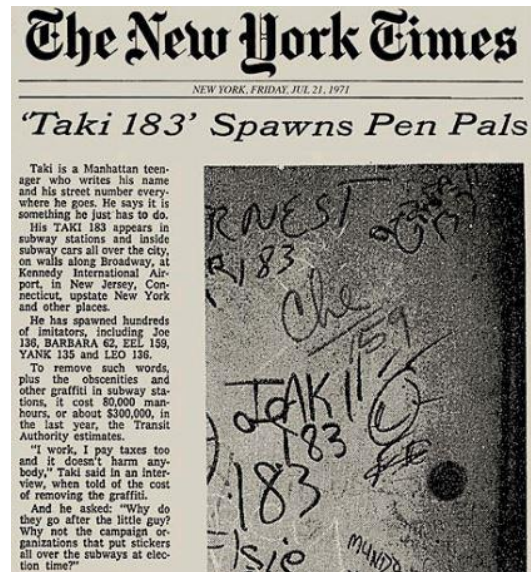 The New York Times
NEW YORK, FRIDAY, JUL 21, 1971
'Taki 183' Spawns Pen Pals
Taki is a Manhattan teen-
ager who writes his name
and his street number every-
where he goes. He says it is
something he just has to do.
His TAKI 183 appears in
subway stations and inside
subway cars all over the city,
on walls along Broadway, at
Kennedy International Air-
port, in New Jersey, Con-
necticut, upstate New York
and other places.
He has spawned hundreds
of imitators, including Joe
136, BARBARA 62, EEL 159,
YANK 135 and LEO 136.
To remove such words,
plus the obscenities and
other graffiti in subway sta-
tions, it cost 80,000 man-
hours, or about $300,000, in
the last year, the Transit
Authority estimates.
"I work, I pay taxes too
and it doesn't harm any-
body," Taki said in an inter-
view, when told of the cost
of removing the graffiti.
And he asked: "Why do
they go after the little guy?
Why not the campaign or-
ganizations that put stickers
all over the subways at elec-
tion time?"
RNEST
183
Che
159
TAKI
183
183
Elsie